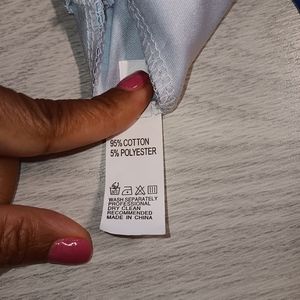 95% COTTON
5% POLYESTER
WASH SEPARATELY
PROFESSIONAL
DRY CLEAN
RECOMMENDED
MADE IN CHINA